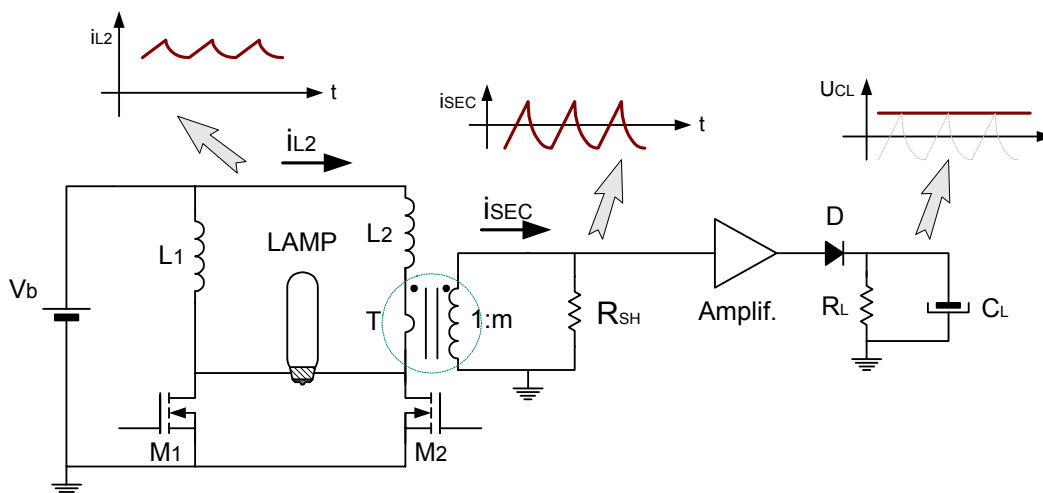 iL2
t
iSEC
t
UCL
iL2
iSEC
L1
LAMP
L2
D
Vb
T
1:m
RSH
Amplif.
RL
CL
M1
M2